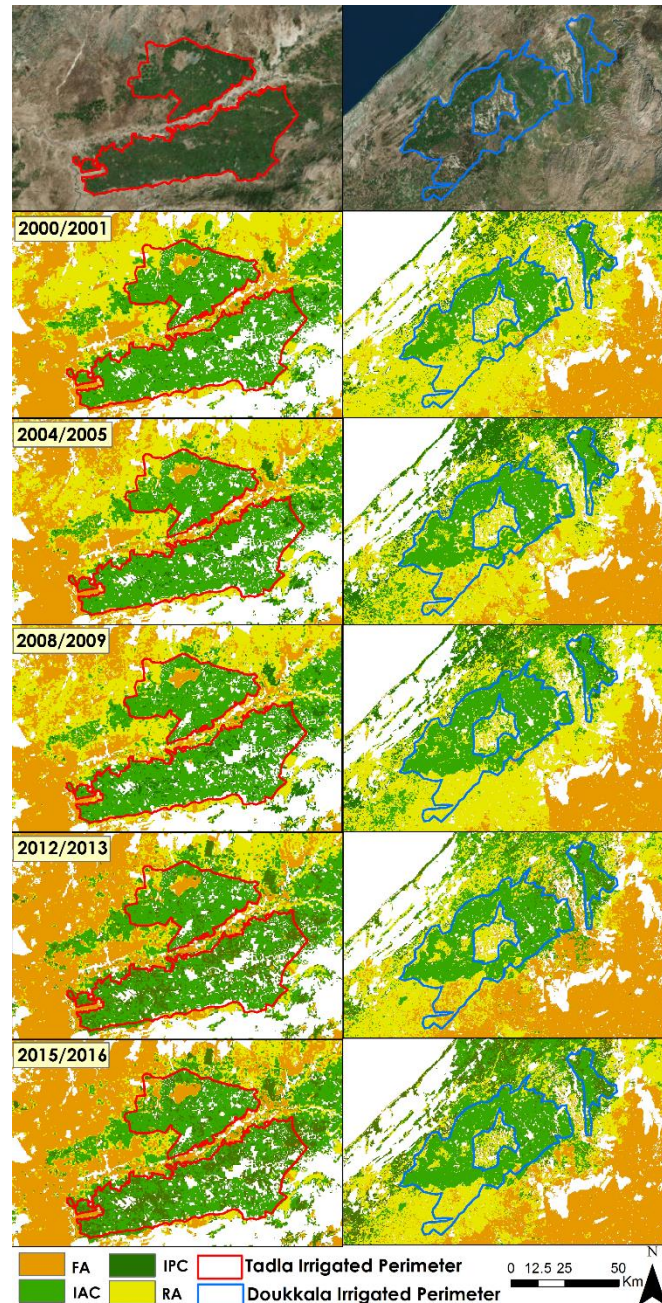 2000/2001
2004/2005
2008/2009
2012/2013
2015/2016
FA IPC Tadla Irrigated Perimeter
IAC RA Doukkala Irrigated Perimeter
0 12.5 25 50
Km
N